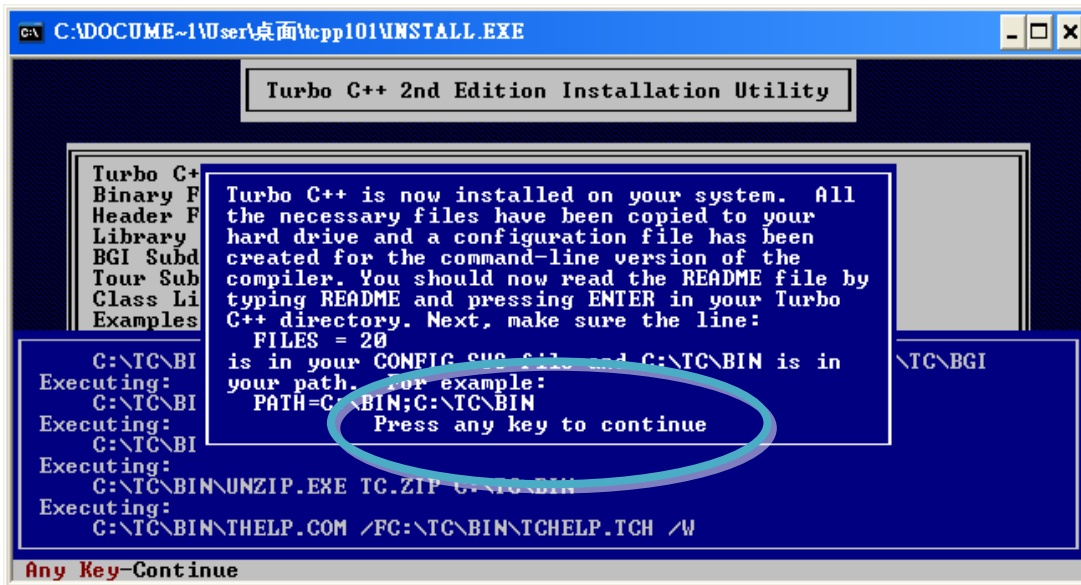 C:\DOCUME~1\User\桌面\tcpp101\INSTALL.EXE
Turbo C++ 2nd Edition Installation Utility
Turbo C+
Binary F
Header F
Library
BGI Subd
Tour Sub
Class Li
Examples
Turbo C++ is now installed on your system. All
the necessary files have been copied to your
hard drive and a configuration file has been
created for the command-line version of the
compiler. You should now read the README file by
typing README and pressing ENTER in your Turbo
C++ directory. Next, make sure the line:
FILES = 20
is in your CONFIG.SYS file and C:\TC\BIN is in
your path. For example:
PATH=C:\BIN;C:\TC\BIN
Press any key to continue
C:\TC\BI \TC\BGI
Executing:
C:\TC\BI
Executing:
C:\TC\BI
Executing:
C:\TC\BIN\UNZIP.EXE TC.ZIP C:\TC\BIN
Executing:
C:\TC\BIN\THELP.COM /FC:\TC\BIN\TCHELP.TCH /W
Any Key-Continue